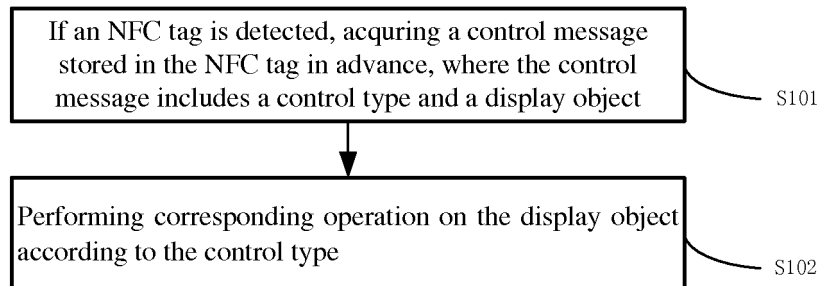 If an NFC tag is detected, acquring a control message
stored in the NFC tag in advance, where the control
message includes a control type and a display object
S101
Performing corresponding operation on the display object
according to the control type
S102